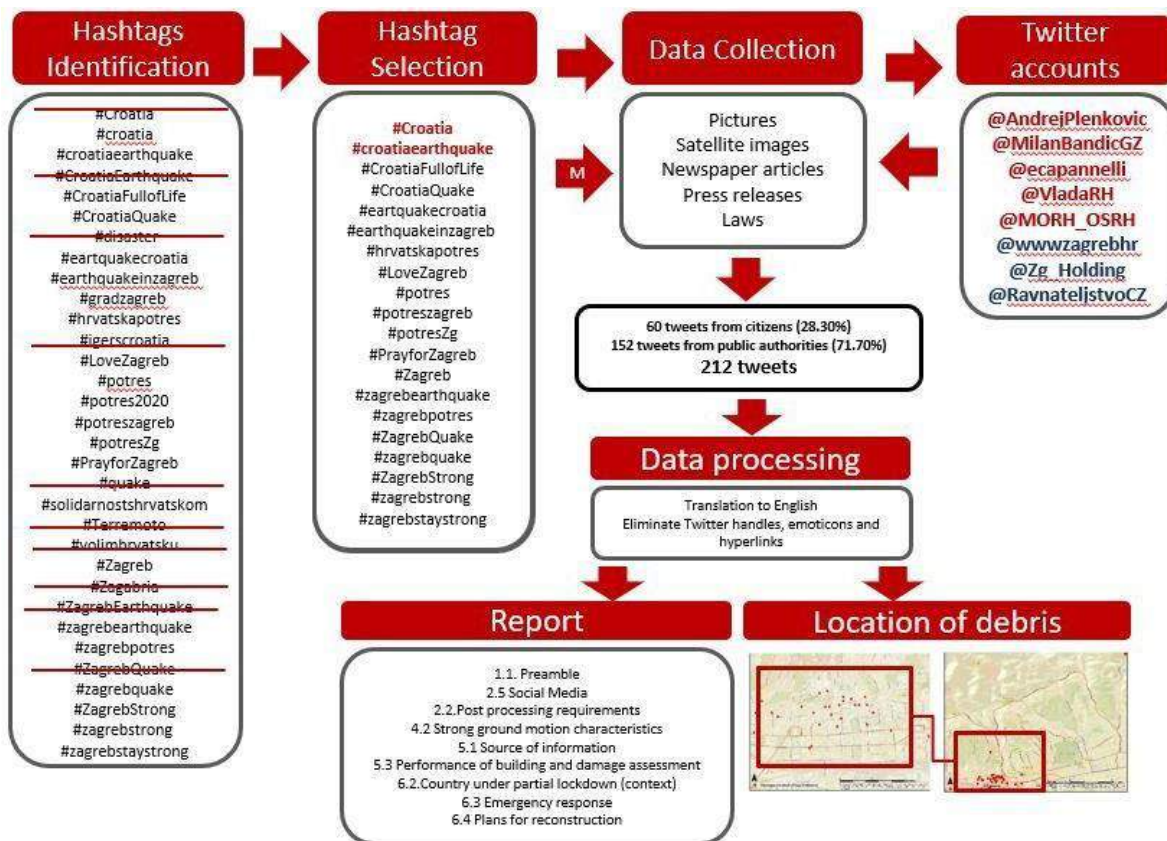 Hashtags
Identification
#Croatia
#croatia
#croatiaearthquake
#CroatiaEarthquake
#CroatiaFullofLife
#CroatiaQuake
#disaster
#eartquakecroatia
#earthquakeinzagreb
#gradzagreb
#hrvatskapotres
#igerscroatia
#LoveZagreb
#potres
#potres2020
#potreszagreb
#potresZg
#PrayforZagreb
#quake
#solidarnostshrvatskom
#Terremoto
#volimhrvatsku
#Zagreb
#Zagabria
#ZagrebEarthquake
#zagrebearthquake
#zagrebpotres
#ZagrebQuake
#zagrebquake
#ZagrebStrong
#zagrebstrong
#zagrebstaystrong
Hashtag
Selection
#Croatia
#croatiaearthquake
#CroatiaFullofLife
#CroatiaQuake
#eartquakecroatia
#earthquakeinzagreb
#hrvatskapotres
#LoveZagreb
#potres
#potreszagreb
#potresZg
#PrayforZagreb
#Zagreb
#zagrebearthquake
#zagrebpotres
#ZagrebQuake
#zagrebquake
#ZagrebStrong
#zagrebstrong
#zagrebstaystrong
M
Data Collection
Pictures
Satellite images
Newspaper articles
Press releases
Laws
Twitter
accounts
@AndrejPlenkovic
@MilanBandicGZ
@ecapannelli
@VladaRH
@MORH_OSRH
@wwwzagrebhr
@Zg_Holding
@RavnateljstvoCZ
60 tweets from citizens (28.30%)
152 tweets from public authorities (71.70%)
212 tweets
Data processing
Translation to English
Eliminate Twitter handles, emoticons and
hyperlinks
Report
1.1. Preamble
2.5 Social Media
2.2.Post processing requirements
4.2 Strong ground motion characteristics
5.1 Source of information
5.3 Performance of building and damage assessment
6.2.Country under partial lockdown (context)
6.3 Emergency response
6.4 Plans for reconstruction
Location of debris